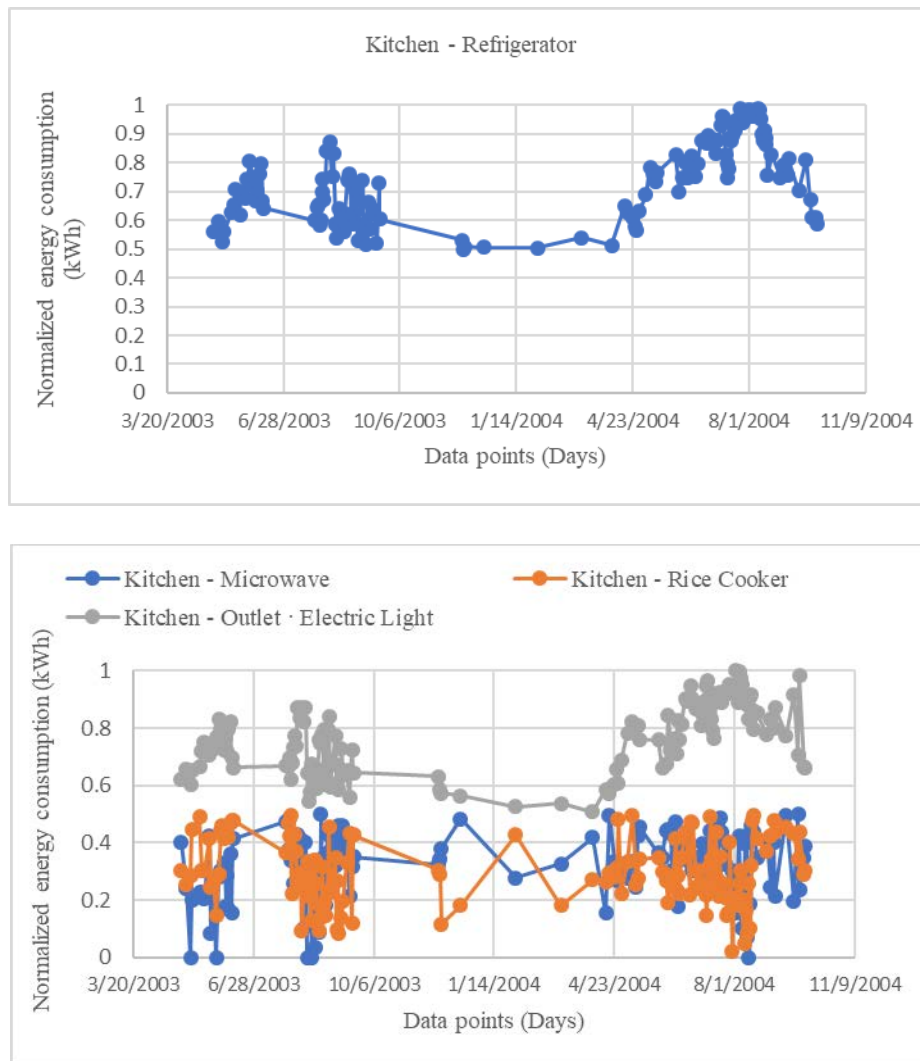 Kitchen - Refrigerator
Normalized energy consumption
(kWh)
1
0.9
0.8
0.7
0.6
0.5
0.4
0.3
0.2
0.1
0
3/20/2003 6/28/2003 10/6/2003 1/14/2004 4/23/2004 8/1/2004 11/9/2004
Data points (Days)
Kitchen - Microwave Kitchen - Rice Cooker
Kitchen - Outlet · Electric Light
Normalized energy consumption (kWh)
1
0.8
0.6
0.4
0.2
0
3/20/2003 6/28/2003 10/6/2003 1/14/2004 4/23/2004 8/1/2004 11/9/2004
Data points (Days)